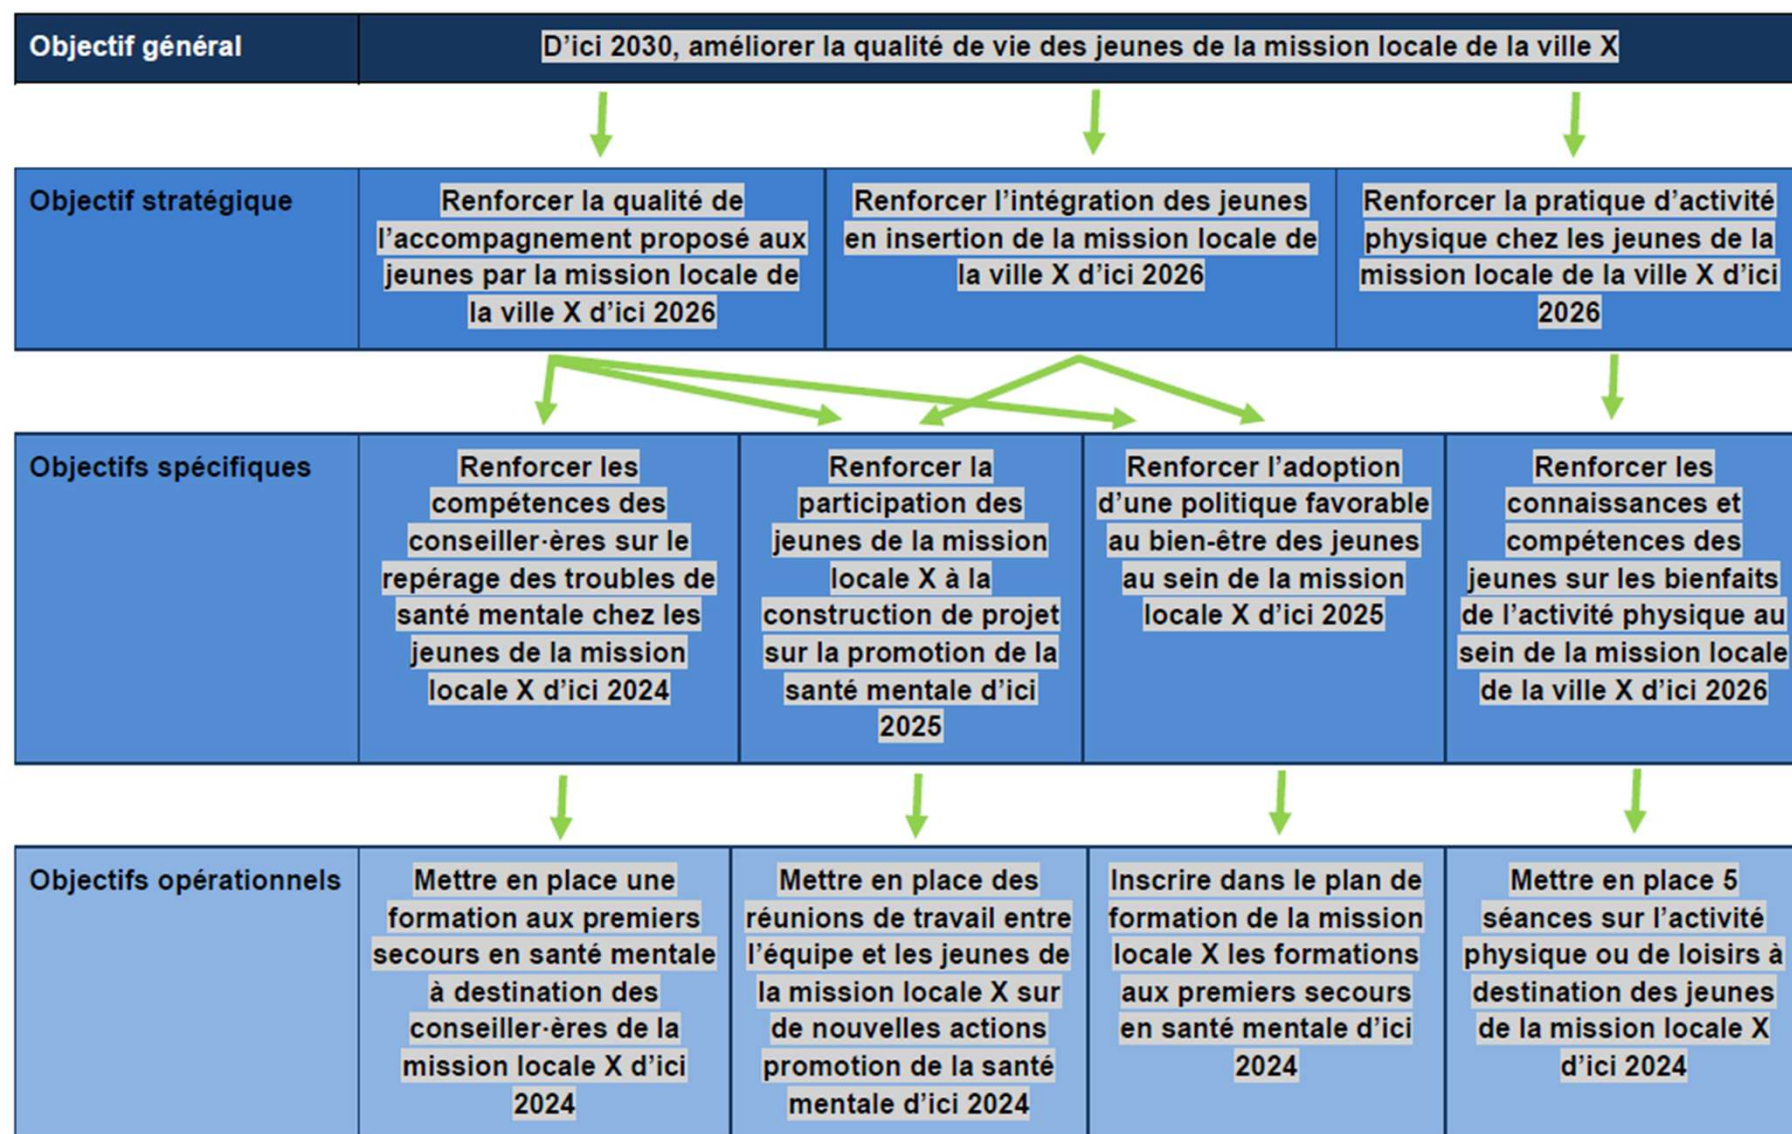 Objectif général
D’ici 2030, améliorer la qualité de vie des jeunes de la mission locale de la ville X
Objectif stratégique
Renforcer la qualité de
l’accompagnement proposé aux
jeunes par la mission locale de
la ville X d’ici 2026
Renforcer l’intégration des jeunes
en insertion de la mission locale de
la ville X d’ici 2026
Renforcer la pratique d’activité
physique chez les jeunes de la
mission locale de la ville X d’ici
2026
Objectifs spécifiques
Renforcer les
compétences des
conseiller·ères sur le
repérage des troubles de
santé mentale chez les
jeunes de la mission
locale X d’ici 2024
Renforcer la
participation des
jeunes de la mission
locale X à la
construction de projet
sur la promotion de la
santé mentale d’ici
2025
Renforcer l’adoption
d’une politique favorable
au bien-être des jeunes
au sein de la mission
locale X d’ici 2025
Renforcer les
connaissances et
compétences des
jeunes sur les bienfaits
de l’activité physique au
sein de la mission locale
de la ville X d’ici 2026
Objectifs opérationnels
Mettre en place une
formation aux premiers
secours en santé mentale
à destination des
conseiller·ères de la
mission locale X d’ici
2024
Mettre en place des
réunions de travail entre
l’équipe et les jeunes de
la mission locale X sur
de nouvelles actions
promotion de la santé
mentale d’ici 2024
Inscrire dans le plan de
formation de la mission
locale X les formations
aux premiers secours
en santé mentale d’ici
2024
Mettre en place 5
séances sur l’activité
physique ou de loisirs à
destination des jeunes
de la mission locale X
d’ici 2024